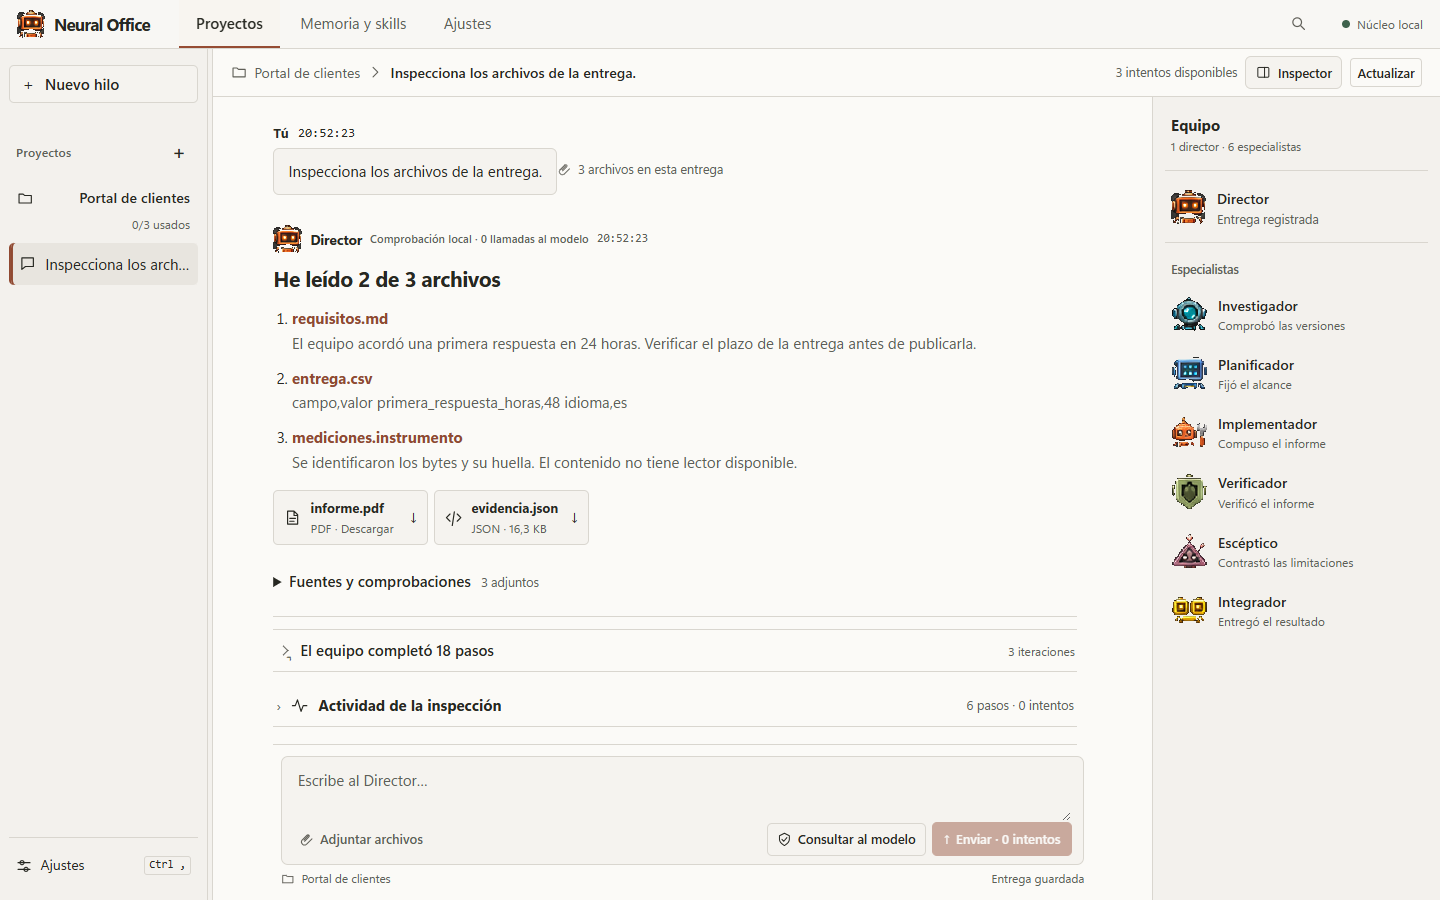 Neural Office
Proyectos
Memoria y skills
Ajustes
Núcleo local
+ Nuevo hilo
Proyectos
+
Portal de clientes
0/3 usados
Inspecciona los arch...
Ajustes
Ctrl ,
Portal de clientes
Inspecciona los archivos de la entrega.
3 intentos disponibles
Inspector
Actualizar
Tú 20:52:23
Inspecciona los archivos de la entrega.
3 archivos en esta entrega
Director Comprobación local · 0 llamadas al modelo 20:52:23
He leído 2 de 3 archivos
1. requisitos.md
El equipo acordó una primera respuesta en 24 horas. Verificar el plazo de la entrega antes de publicarla.
2. entrega.csv
campo,valor primera_respuesta_horas,48 idioma,es
3. mediciones.instrumento
Se identificaron los bytes y su huella. El contenido no tiene lector disponible.
informe.pdf
PDF · Descargar
↓
evidencia.json
JSON · 16,3 KB
↓
Fuentes y comprobaciones 3 adjuntos
El equipo completó 18 pasos
3 iteraciones
Actividad de la inspección
6 pasos · 0 intentos
Escribe al Director...
Adjuntar archivos
Consultar al modelo
↑ Enviar · 0 intentos
Portal de clientes
Entrega guardada
Equipo
1 director · 6 especialistas
Director
Entrega registrada
Especialistas
Investigador
Comprobó las versiones
Planificador
Fijó el alcance
Implementador
Compuso el informe
Verificador
Verificó el informe
Escéptico
Contrastó las limitaciones
Integrador
Entregó el resultado